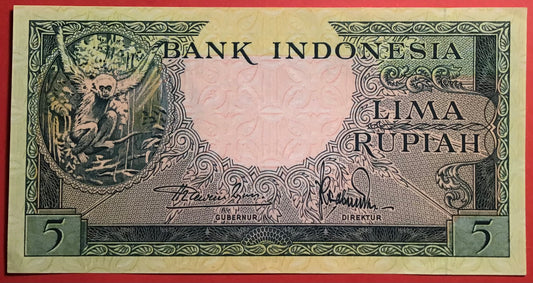 BANK INDONESIA
LIMA
RUPIAH
GUBERNUR
DIREKTUR
5
5